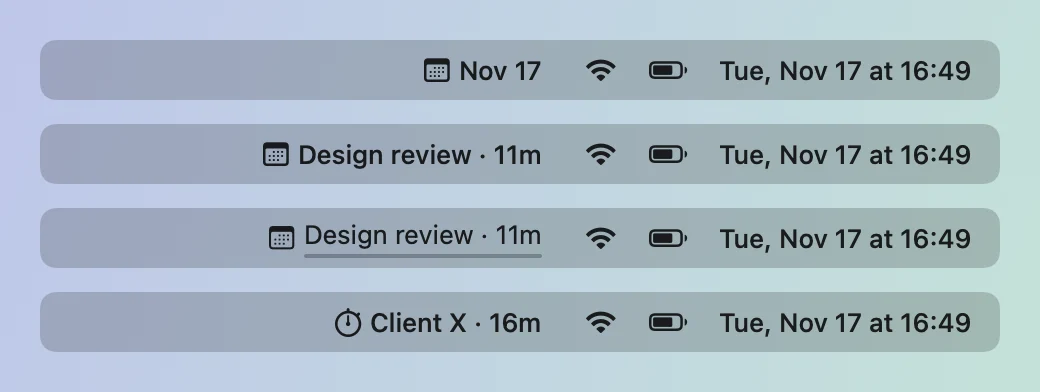 Nov 17 Tue, Nov 17 at 16:49
Design review · 11m Tue, Nov 17 at 16:49
Design review · 11m Tue, Nov 17 at 16:49
Client X · 16m Tue, Nov 17 at 16:49